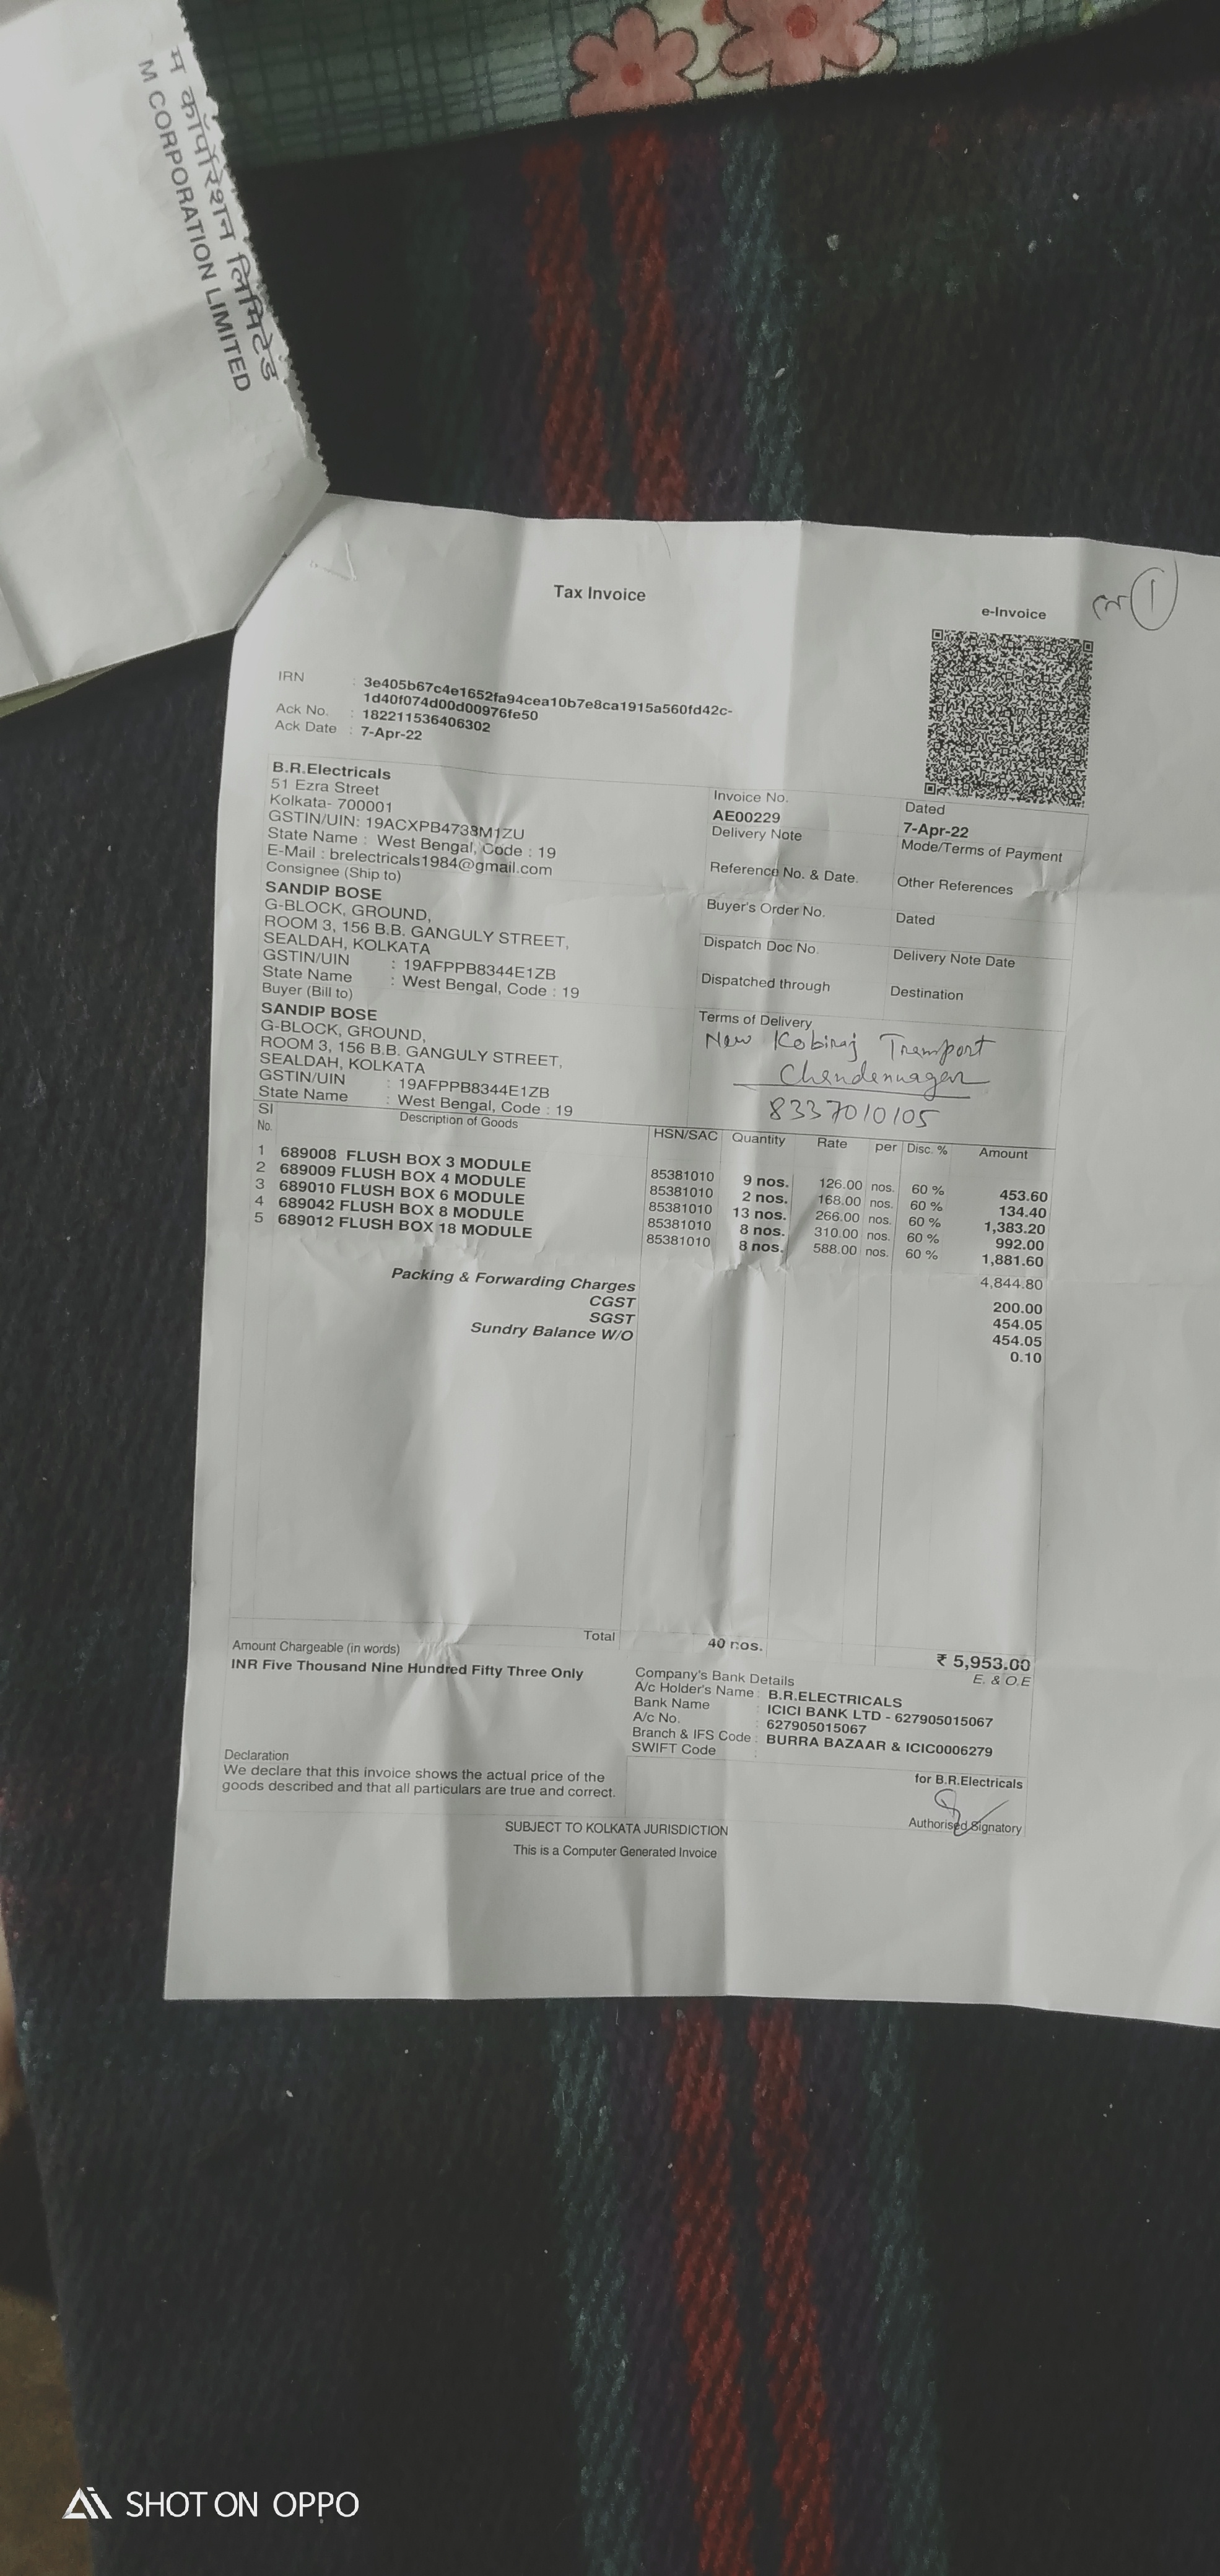 म कॉर्पोरेशन लिमिटेड
M CORPORATION LIMITED
Tax Invoice
e-Invoice
1
IRN : 3e405b67c4e1652fa94cea10b7e8ca1915a560fd42c-
1d40f074d00d00976fe50
Ack No. : 182211536406302
Ack Date : 7-Apr-22
B.R.Electricals
51 Ezra Street
Kolkata- 700001
GSTIN/UIN: 19ACXPB4733M1ZU
State Name : West Bengal, Code : 19
E-Mail : brelectricals1984@gmail.com
Consignee (Ship to)
SANDIP BOSE
G-BLOCK, GROUND,
ROOM 3, 156 B.B. GANGULY STREET,
SEALDAH, KOLKATA
GSTIN/UIN : 19AFPPB8344E1ZB
State Name : West Bengal, Code : 19
Buyer (Bill to)
SANDIP BOSE
G-BLOCK, GROUND,
ROOM 3, 156 B.B. GANGULY STREET,
SEALDAH, KOLKATA
GSTIN/UIN : 19AFPPB8344E1ZB
State Name : West Bengal, Code : 19
Invoice No. Dated
AE00229 7-Apr-22
Delivery Note Mode/Terms of Payment
Reference No. & Date. Other References
Buyer's Order No. Dated
Dispatch Doc No. Delivery Note Date
Dispatched through Destination
Terms of Delivery
New Kobiraj Transport
Chandennagar
8337010105
Sl No. Description of Goods HSN/SAC Quantity Rate per Disc. % Amount
1 689008 FLUSH BOX 3 MODULE 85381010 9 nos. 126.00 nos. 60 % 453.60
2 689009 FLUSH BOX 4 MODULE 85381010 2 nos. 168.00 nos. 60 % 134.40
3 689010 FLUSH BOX 6 MODULE 85381010 13 nos. 266.00 nos. 60 % 1,383.20
4 689042 FLUSH BOX 8 MODULE 85381010 8 nos. 310.00 nos. 60 % 992.00
5 689012 FLUSH BOX 18 MODULE 85381010 8 nos. 588.00 nos. 60 % 1,881.60
4,844.80
Packing & Forwarding Charges 200.00
CGST 454.05
SGST 454.05
Sundry Balance W/O 0.10
Total 40 nos. ₹ 5,953.00
Amount Chargeable (in words) E. & O.E
INR Five Thousand Nine Hundred Fifty Three Only
Company's Bank Details
A/c Holder's Name : B.R.ELECTRICALS
Bank Name : ICICI BANK LTD - 627905015067
A/c No. : 627905015067
Branch & IFS Code : BURRA BAZAAR & ICIC0006279
SWIFT Code :
Declaration
We declare that this invoice shows the actual price of the
goods described and that all particulars are true and correct.
for B.R.Electricals
Authorised Signatory
SUBJECT TO KOLKATA JURISDICTION
This is a Computer Generated Invoice
SHOT ON OPPO